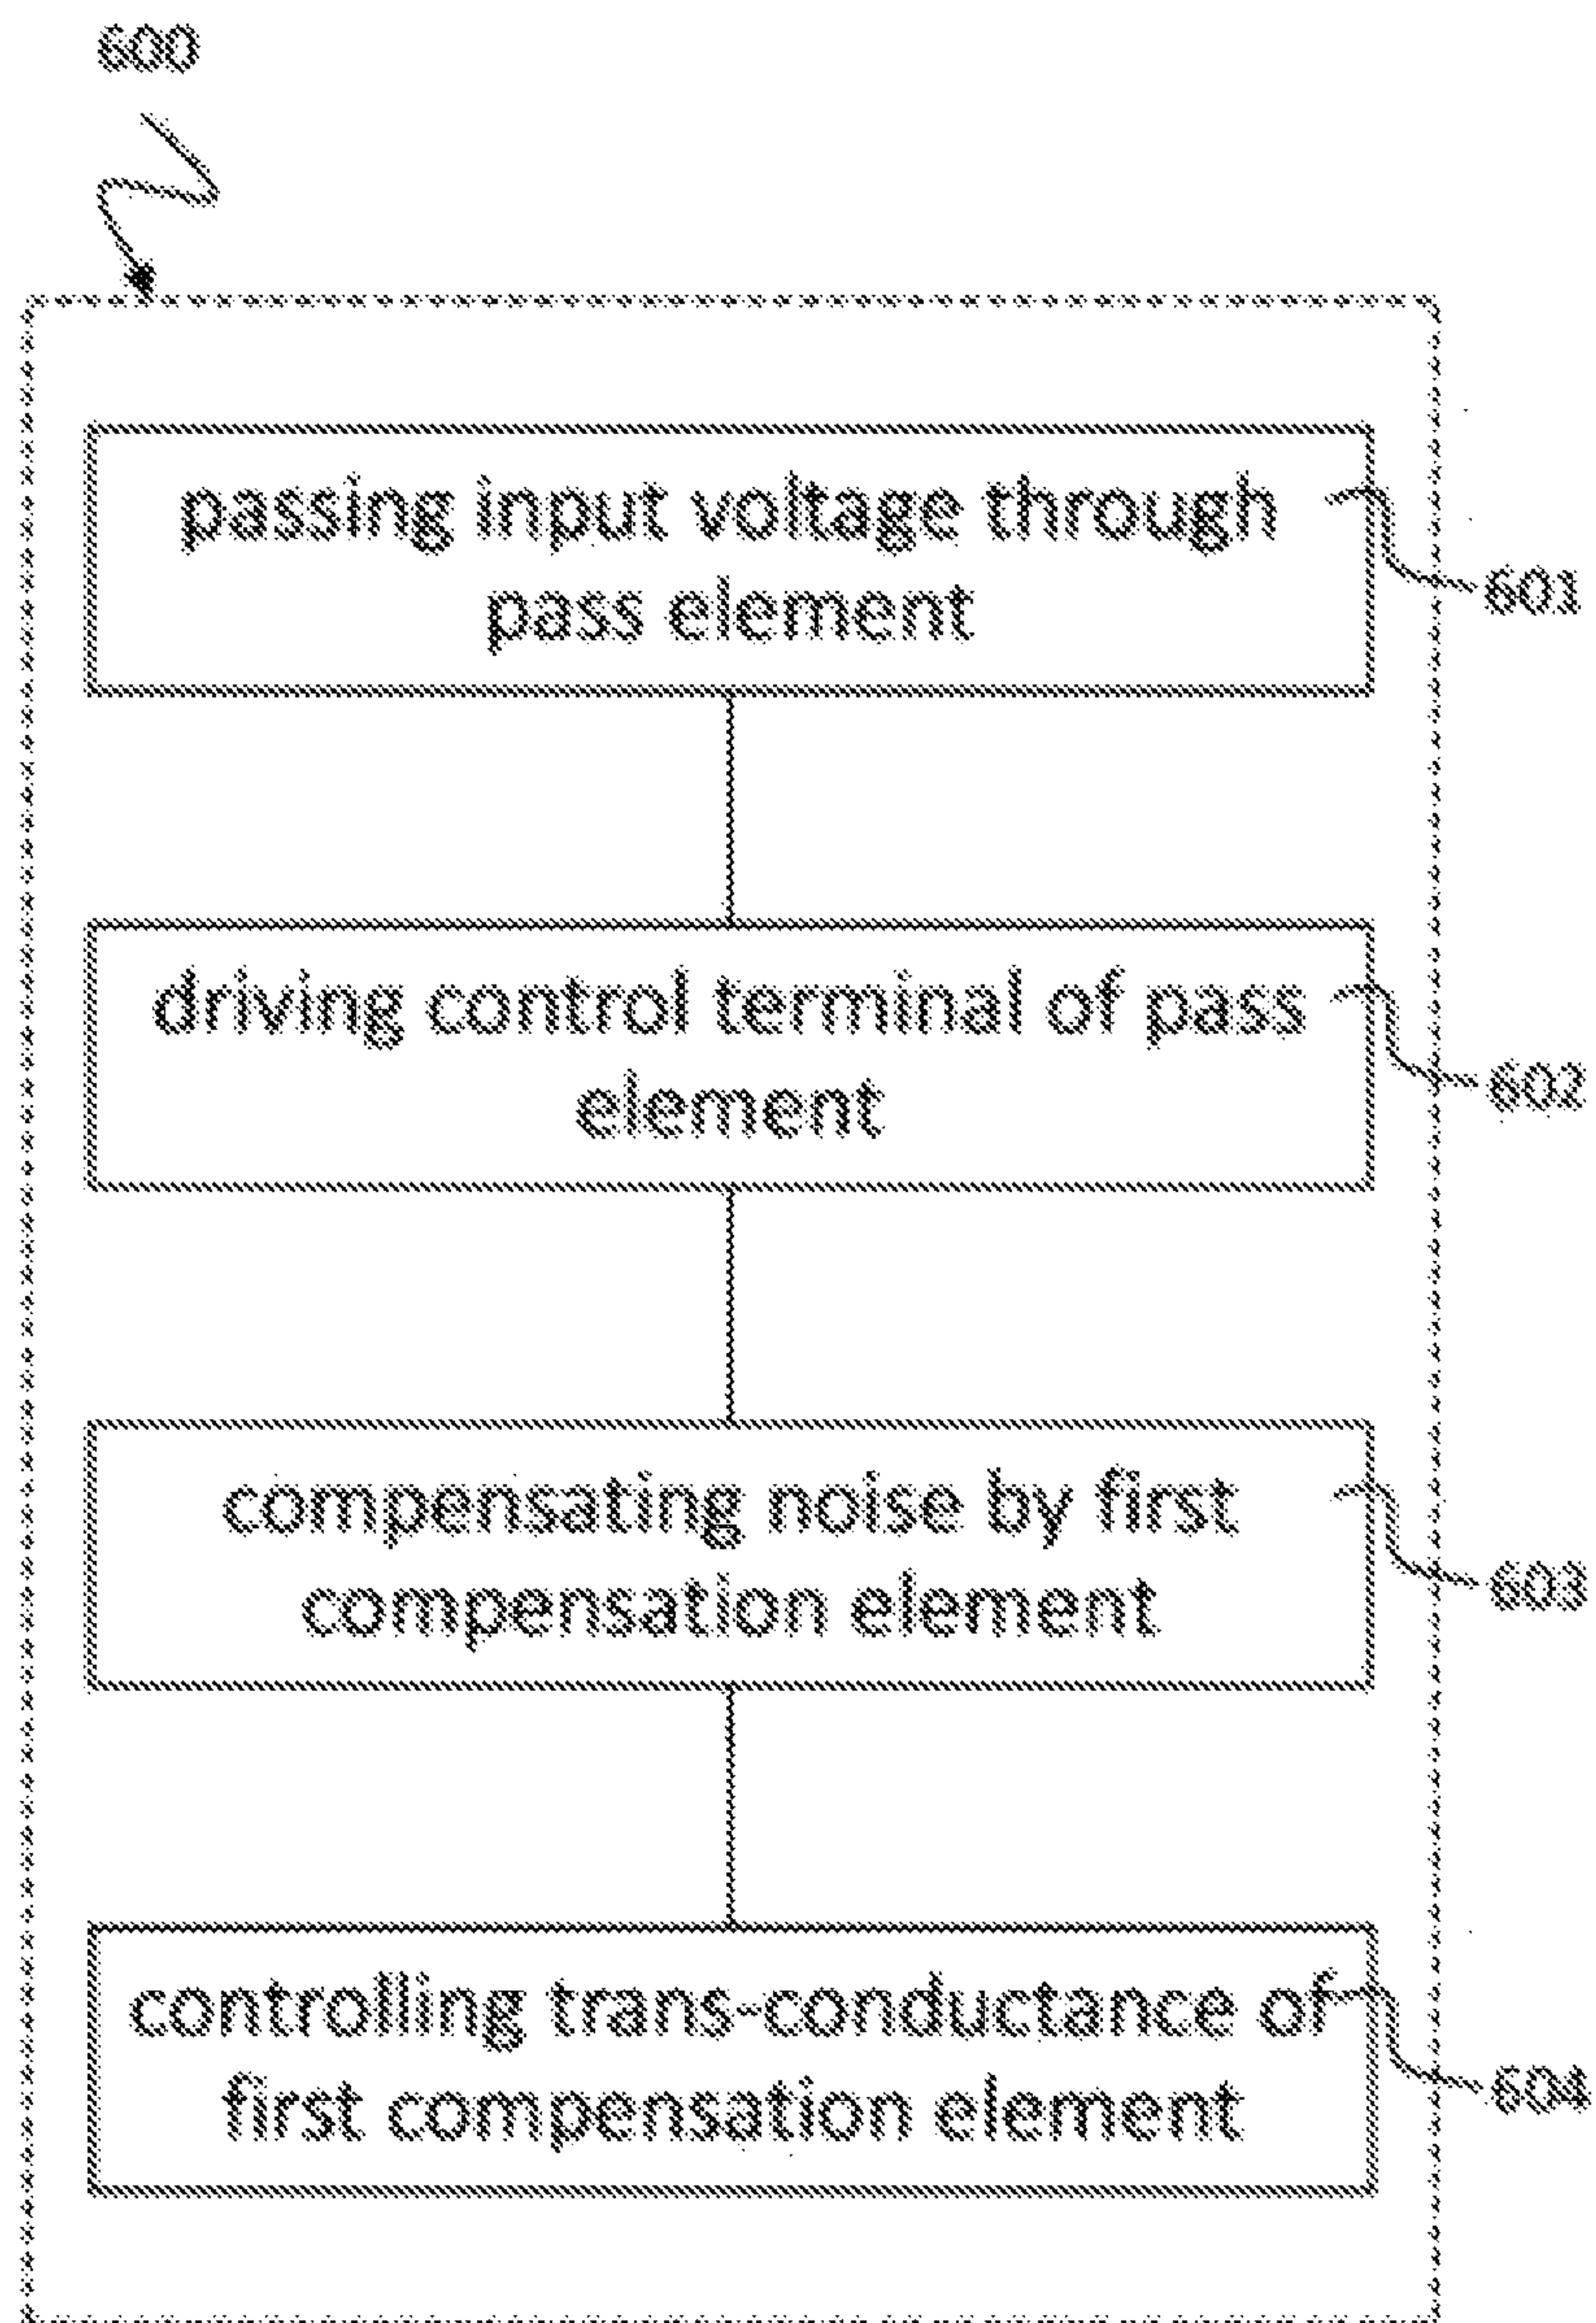 600
passing input voltage through
pass element
601
driving control terminal of pass
element
602
compensating noise by first
compensation element
603
controlling trans-conductance of
first compensation element
604